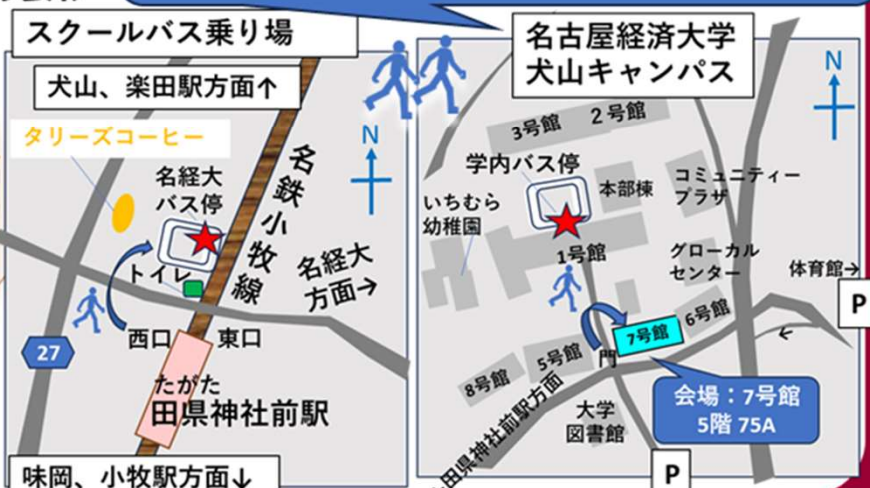 スクールバス乗り場
犬山、楽田駅方面↑
タリーズコーヒー
名経大
バス停
N
名鉄小牧線
トイレ
名経大
方面→
27
西口
東口
たがた
田県神社前駅
味岡、小牧駅方面↓
名古屋経済大学
犬山キャンパス
N
3号館
2号館
学内バス停
本部棟
コミュニティー
プラザ
いちむら
幼稚園
1号館
グローカル
センター
体育館→
P
6号館
7号館
門
5号館
8号館
田県神社前駅方面
大学
図書館
会場：7号館
5階 75A
P